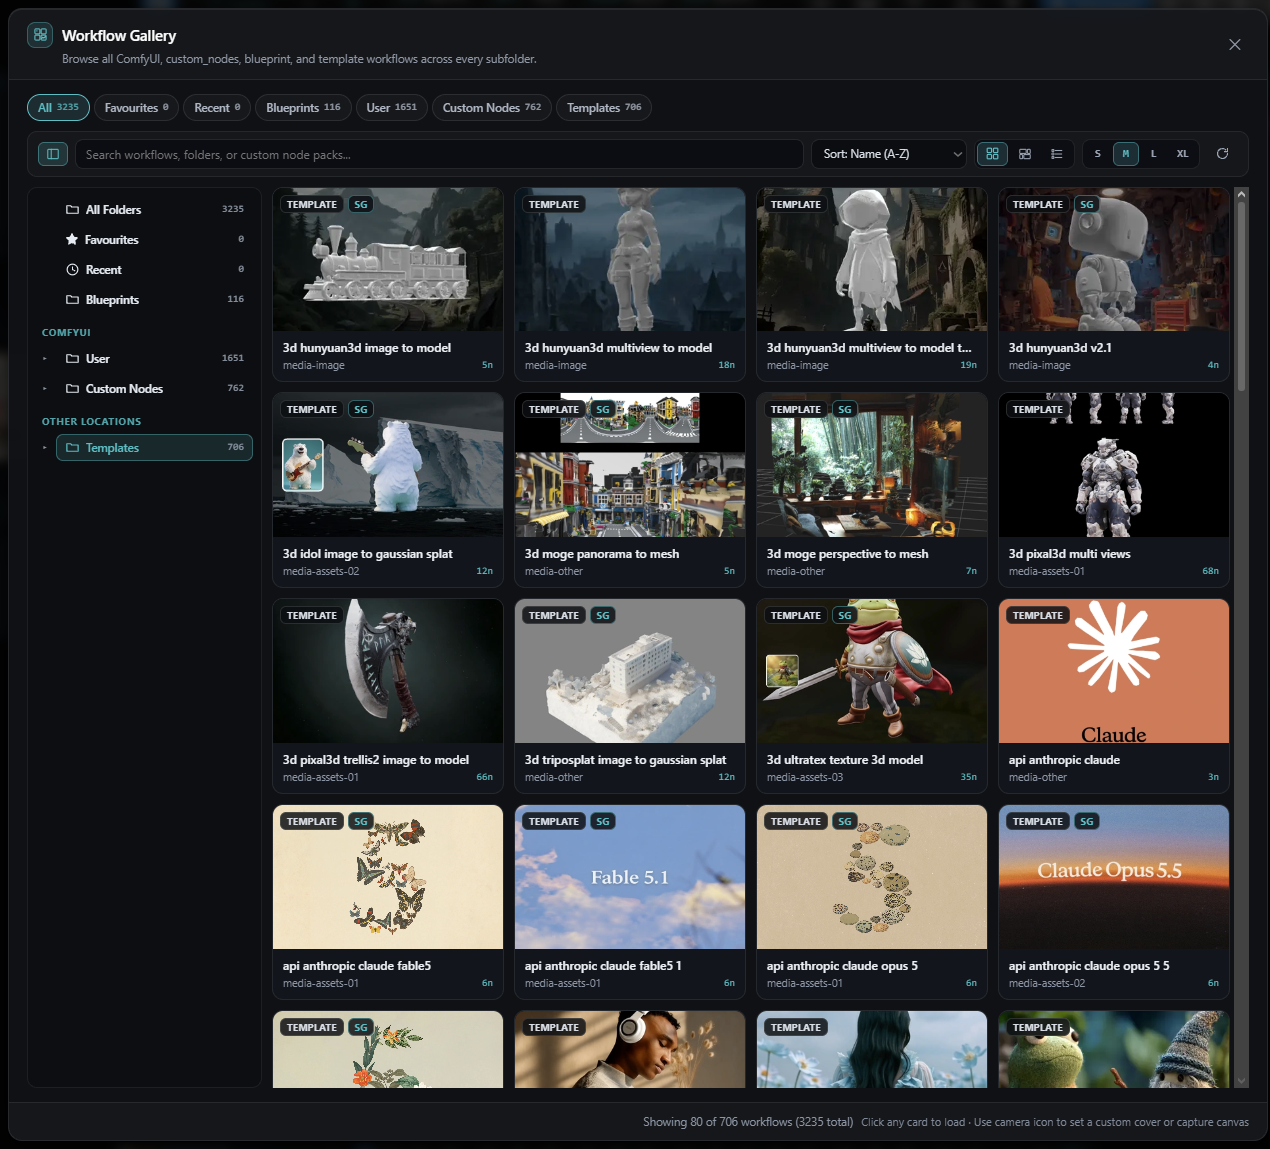 Workflow Gallery
Browse all ComfyUI, custom_nodes, blueprint, and template workflows across every subfolder.
All 3235
Favourites 0
Recent 0
Blueprints 116
User 1651
Custom Nodes 762
Templates 706
Search workflows, folders, or custom node packs...
Sort: Name (A-Z)
S
M
L
XL
All Folders 3235
Favourites 0
Recent 0
Blueprints 116
COMFYUI
User 1651
Custom Nodes 762
OTHER LOCATIONS
Templates 706
TEMPLATE SG
3d hunyuan3d image to model
media-image 5n
TEMPLATE
3d hunyuan3d multiview to model
media-image 18n
TEMPLATE
3d hunyuan3d multiview to model t...
media-image 19n
TEMPLATE SG
3d hunyuan3d v2.1
media-image 4n
TEMPLATE SG
3d idol image to gaussian splat
media-assets-02 12n
TEMPLATE SG
3d moge panorama to mesh
media-other 5n
TEMPLATE SG
3d moge perspective to mesh
media-other 7n
TEMPLATE
3d pixal3d multi views
media-assets-01 68n
TEMPLATE
3d pixal3d trellis2 image to model
media-assets-01 66n
TEMPLATE SG
3d triposplat image to gaussian splat
media-other 12n
TEMPLATE SG
3d ultratex texture 3d model
media-assets-03 35n
TEMPLATE
Claude
api anthropic claude
media-other 3n
TEMPLATE SG
api anthropic claude fable5
media-assets-01 6n
TEMPLATE SG
Fable 5.1
api anthropic claude fable5 1
media-assets-01 6n
TEMPLATE SG
api anthropic claude opus 5
media-assets-01 6n
TEMPLATE SG
Claude Opus 5.5
api anthropic claude opus 5 5
media-assets-02 6n
TEMPLATE SG
TEMPLATE
TEMPLATE
TEMPLATE
Showing 80 of 706 workflows (3235 total) Click any card to load · Use camera icon to set a custom cover or capture canvas